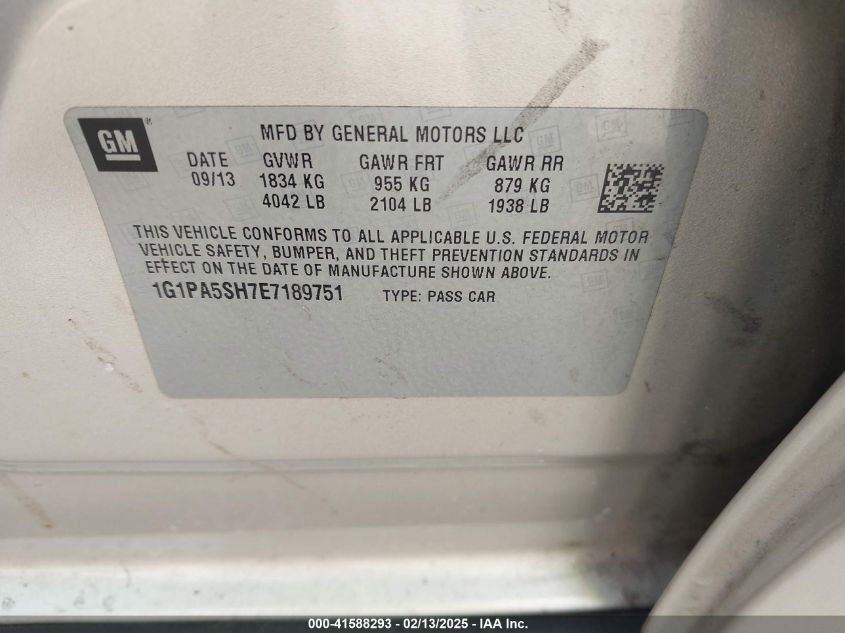 GM®
MFD BY GENERAL MOTORS LLC
DATE GVWR GAWR FRT GAWR RR
09/13 1834 KG 955 KG 879 KG
4042 LB 2104 LB 1938 LB
THIS VEHICLE CONFORMS TO ALL APPLICABLE U.S. FEDERAL MOTOR
VEHICLE SAFETY, BUMPER, AND THEFT PREVENTION STANDARDS IN
EFFECT ON THE DATE OF MANUFACTURE SHOWN ABOVE.
1G1PA5SH7E7189751 TYPE: PASS CAR
000-41588293 - 02/13/2025 - IAA Inc.